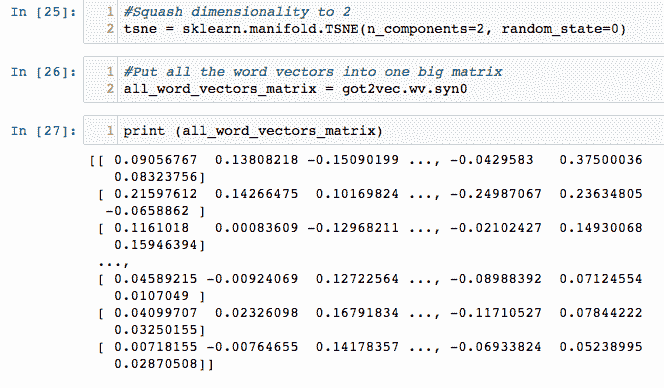 In [25]: 1 #Squash dimensionality to 2
2 tsne = sklearn.manifold.TSNE(n_components=2, random_state=0)
In [26]: 1 #Put all the word vectors into one big matrix
2 all_word_vectors_matrix = got2vec.wv.syn0
In [27]: 1 print (all_word_vectors_matrix)
[[ 0.09056767 0.13808218 -0.15090199 ..., -0.0429583 0.37500036
0.08323756]
[ 0.21597612 0.14266475 0.10169824 ..., -0.24987067 0.23634805
-0.0658862 ]
[ 0.1161018 0.00083609 -0.12968211 ..., -0.02102427 0.14930068
0.15946394]
...,
[ 0.04589215 -0.00924069 0.12722564 ..., -0.08988392 0.07124554
0.0107049 ]
[ 0.04099707 0.02326098 0.16791834 ..., -0.11710527 0.07844222
0.03250155]
[ 0.00718155 -0.00764655 0.14178357 ..., -0.06933824 0.05238995
0.02870508]]